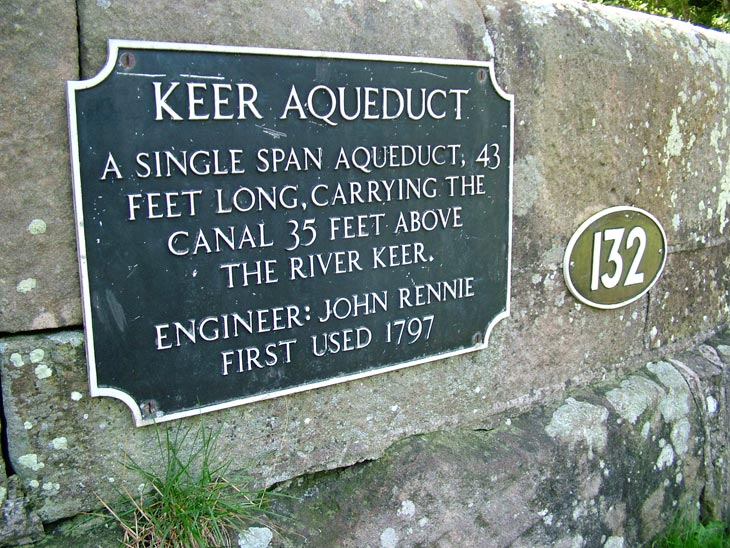 KEER AQUEDUCT
A SINGLE SPAN AQUEDUCT, 43
FEET LONG, CARRYING THE
CANAL 35 FEET ABOVE
THE RIVER KEER.
ENGINEER: JOHN RENNIE
FIRST USED 1797
132